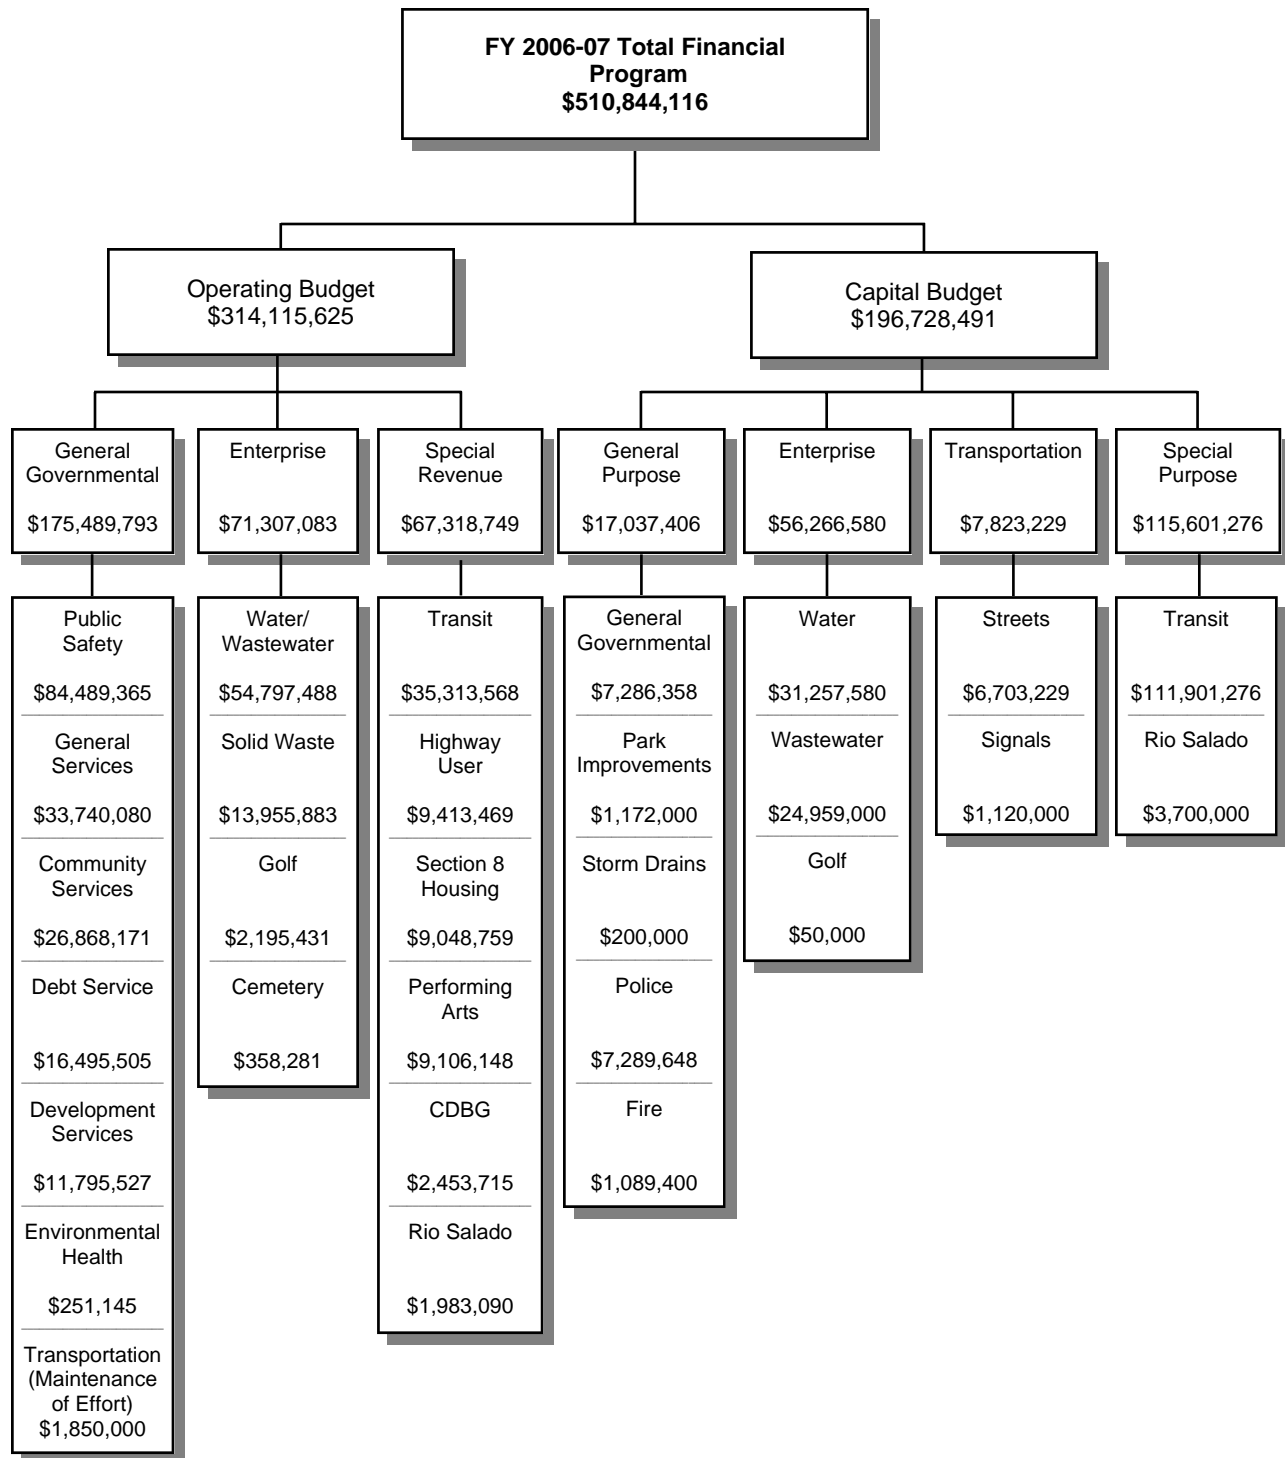 FY 2006-07 Total Financial
Program
$510,844,116
Operating Budget
$314,115,625
Capital Budget
$196,728,491
General
Governmental
$175,489,793
Enterprise
$71,307,083
Special
Revenue
$67,318,749
General
Purpose
$17,037,406
Enterprise
$56,266,580
Transportation
$7,823,229
Special
Purpose
$115,601,276
Public
Safety
$84,489,365
General
Services
$33,740,080
Community
Services
$26,868,171
Debt Service
$16,495,505
Development
Services
$11,795,527
Environmental
Health
$251,145
Transportation
(Maintenance
of Effort)
$1,850,000
Water/
Wastewater
$54,797,488
Solid Waste
$13,955,883
Golf
$2,195,431
Cemetery
$358,281
Transit
$35,313,568
Highway
User
$9,413,469
Section 8
Housing
$9,048,759
Performing
Arts
$9,106,148
CDBG
$2,453,715
Rio Salado
$1,983,090
General
Governmental
$7,286,358
Park
Improvements
$1,172,000
Storm Drains
$200,000
Police
$7,289,648
Fire
$1,089,400
Water
$31,257,580
Wastewater
$24,959,000
Golf
$50,000
Streets
$6,703,229
Signals
$1,120,000
Transit
$111,901,276
Rio Salado
$3,700,000